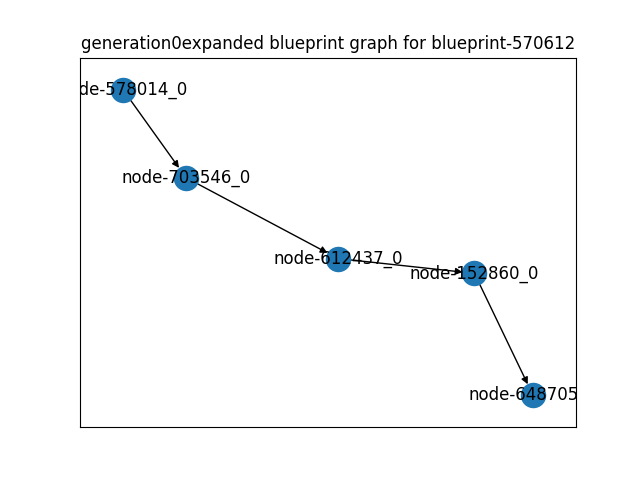 generation0expanded blueprint graph for blueprint-570612
de-578014_0
node-703546_0
node-612437_0
node-152860_0
node-648705